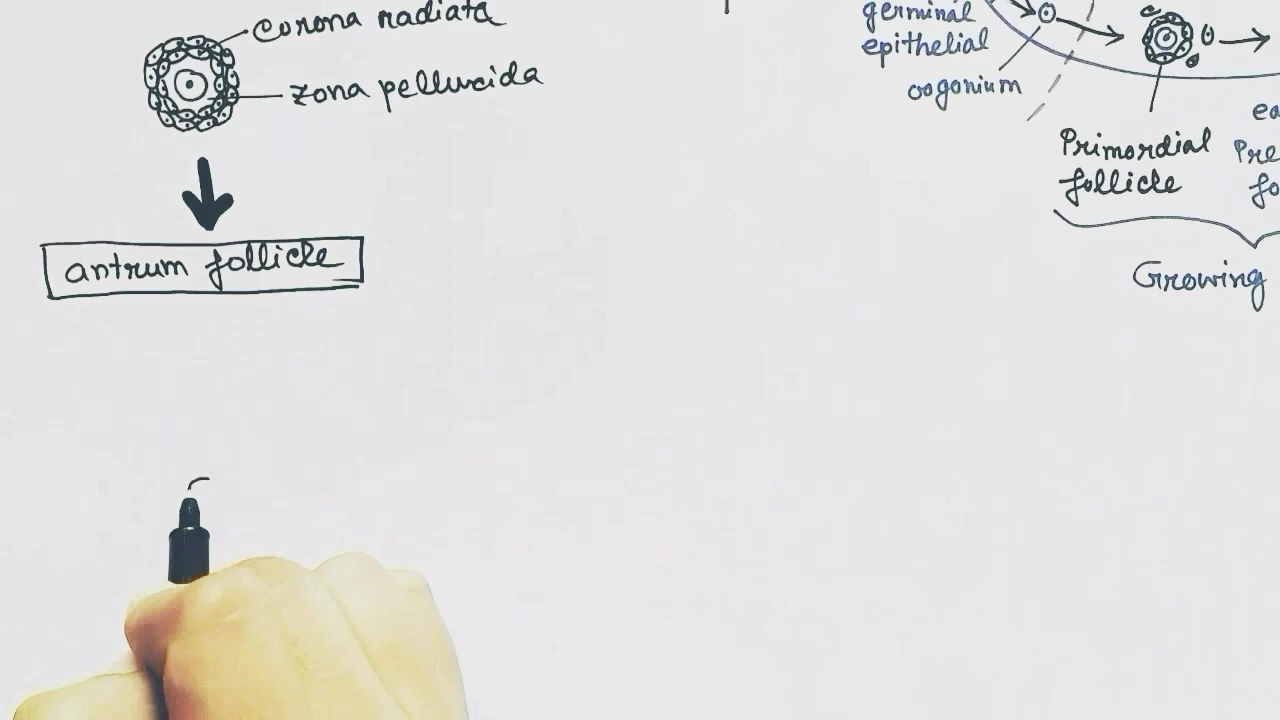 corona radiata
zona pellucida
antrum follicle
germinal
epithelial
oogonium
Primordial
follicle
Growing